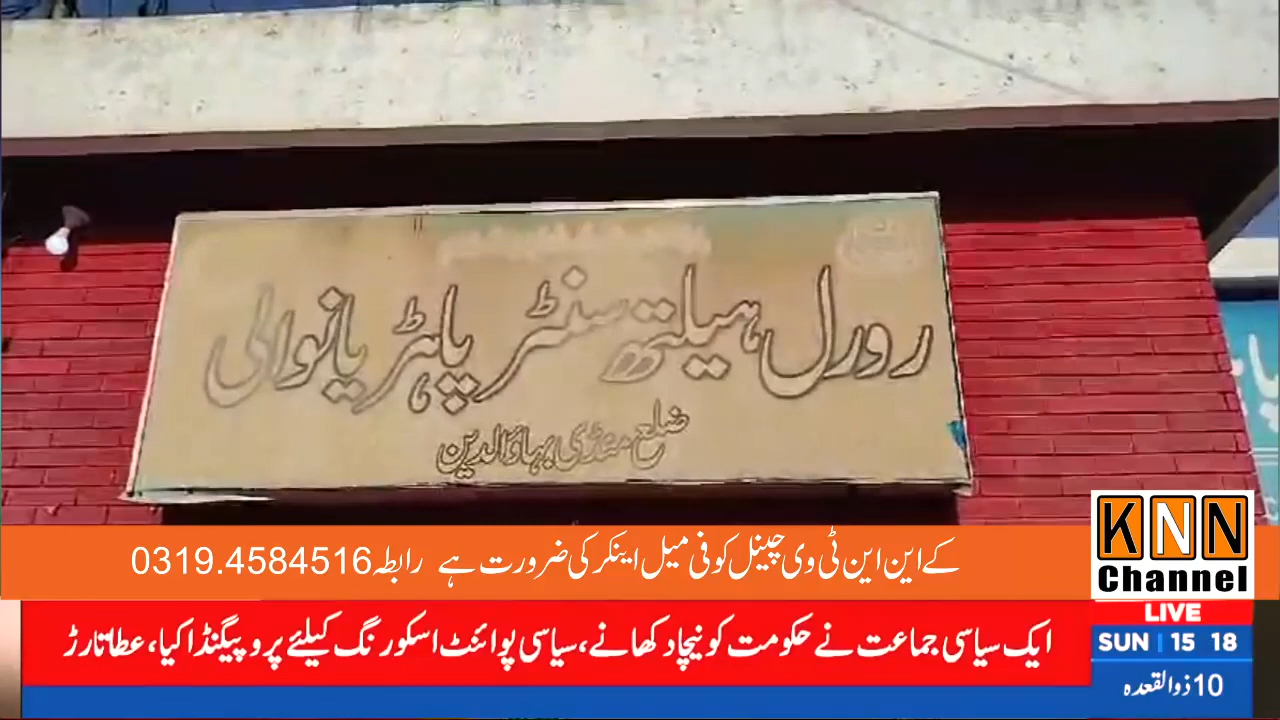 رورل ہیلتھ سنٹر پاہڑیانوالی
ضلع منڈی بہاؤالدین
کے این این ٹی وی چینل کو فی میل اینکر کی ضرورت ہے رابطہ 0319.4584516
KNN
Channel
LIVE
ایک سیاسی جماعت نے حکومت کو نیچا دکھانے، سیاسی پوائنٹ اسکورنگ کیلئے پروپیگنڈا کیا، عطا تارڑ
SUN | 15 18
10 ذوالقعدہ